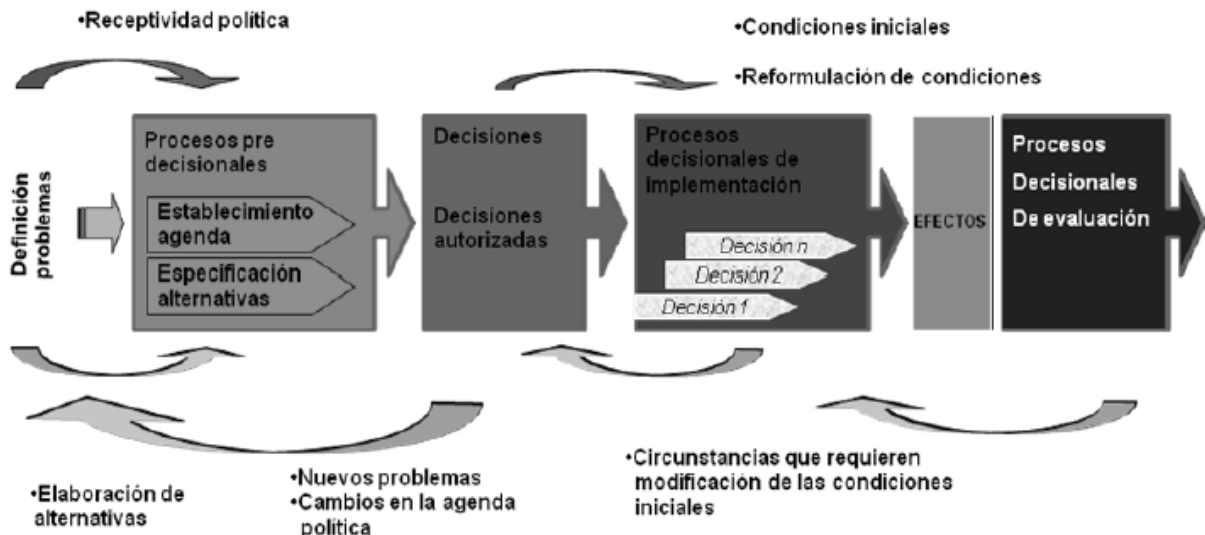 •Receptividad política
•Condiciones iniciales
•Reformulación de condiciones
Definición
problemas
Procesos pre
decisionales
Establecimiento
agenda
Especificación
alternativas
Decisiones
Decisiones
autorizadas
Procesos
decisionales de
implementación
Decisión n
Decisión 2
Decisión 1
EFECTOS
Procesos
Decisionales
De evaluación
•Elaboración de
alternativas
•Nuevos problemas
•Cambios en la agenda
política
•Circunstancias que requieren
modificación de las condiciones
iniciales